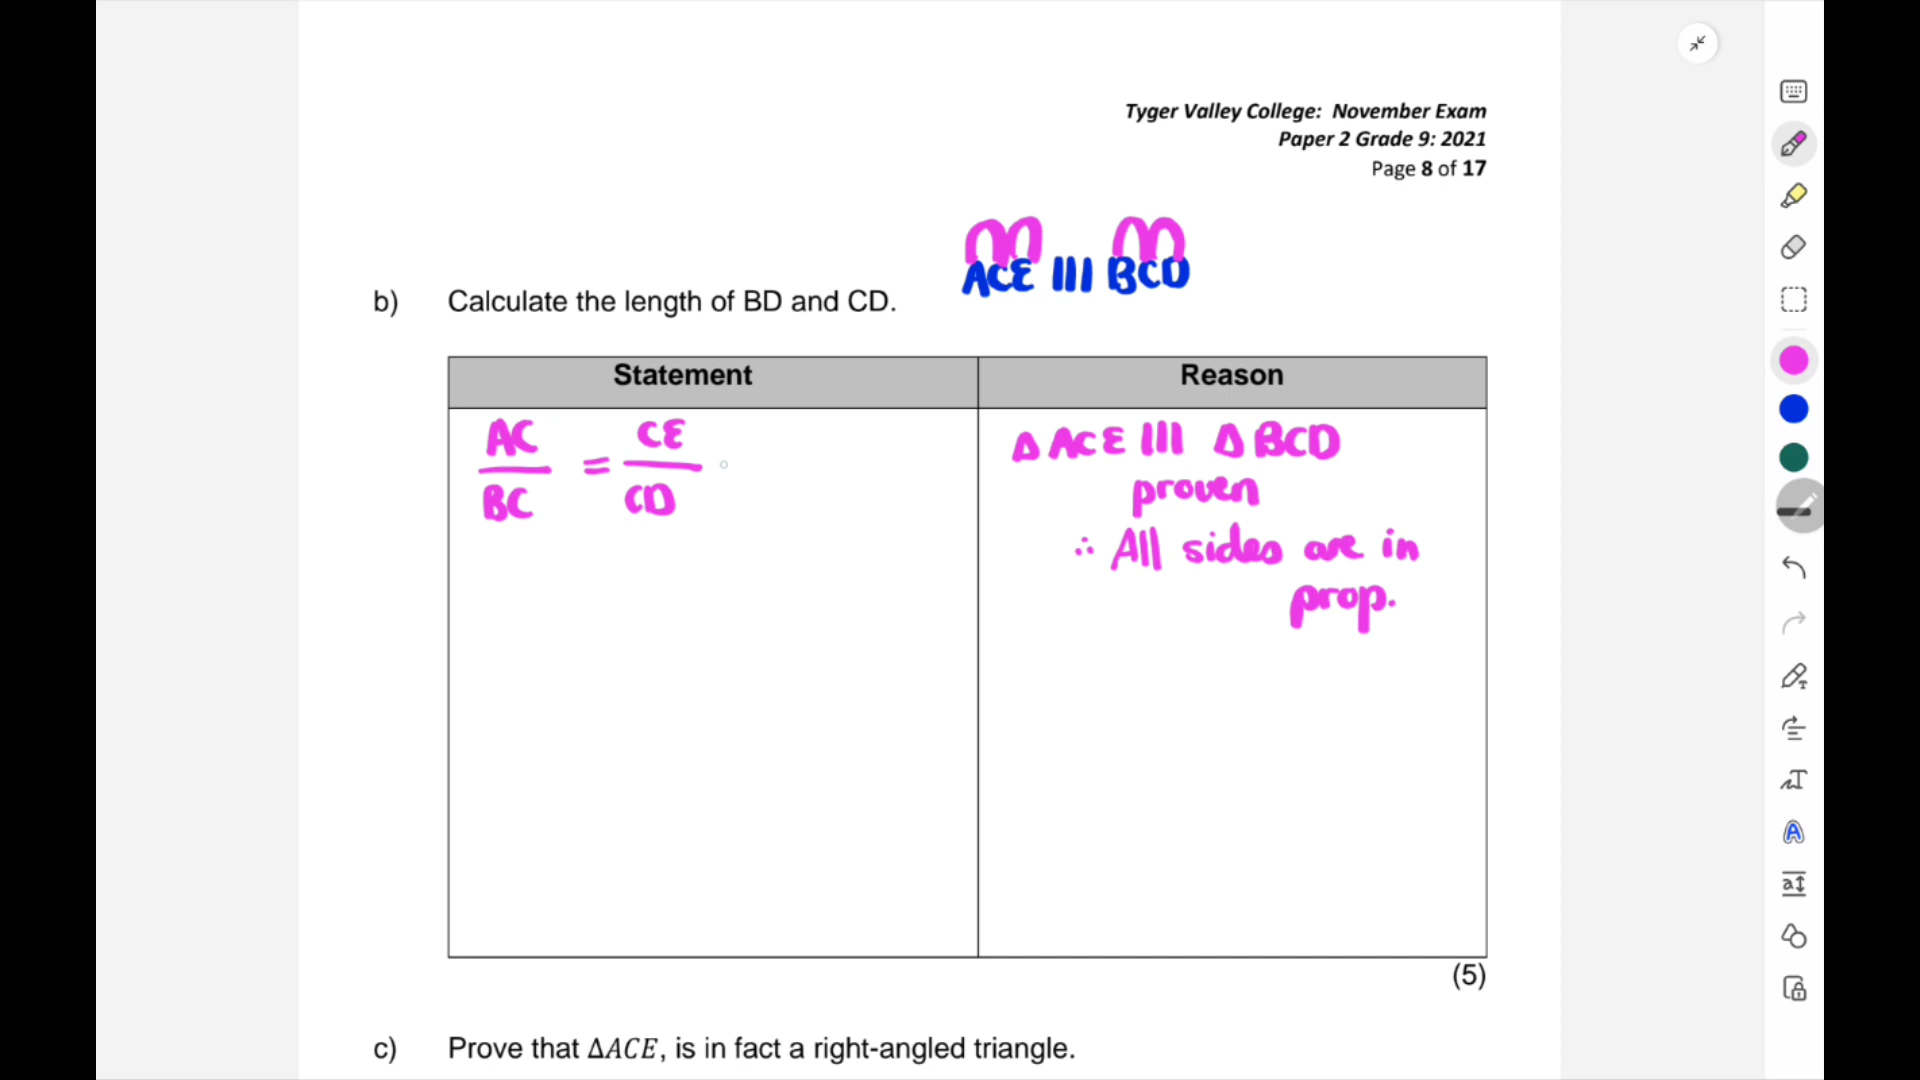 Tyger Valley College: November Exam
Paper 2 Grade 9: 2021
Page 8 of 17
ACE ||| BCD
b) Calculate the length of BD and CD.
Statement Reason
AC/BC = CE/CD
Δ ACE ||| Δ BCD
proven
∴ All sides are in
prop.
(5)
c) Prove that ΔACE, is in fact a right-angled triangle.